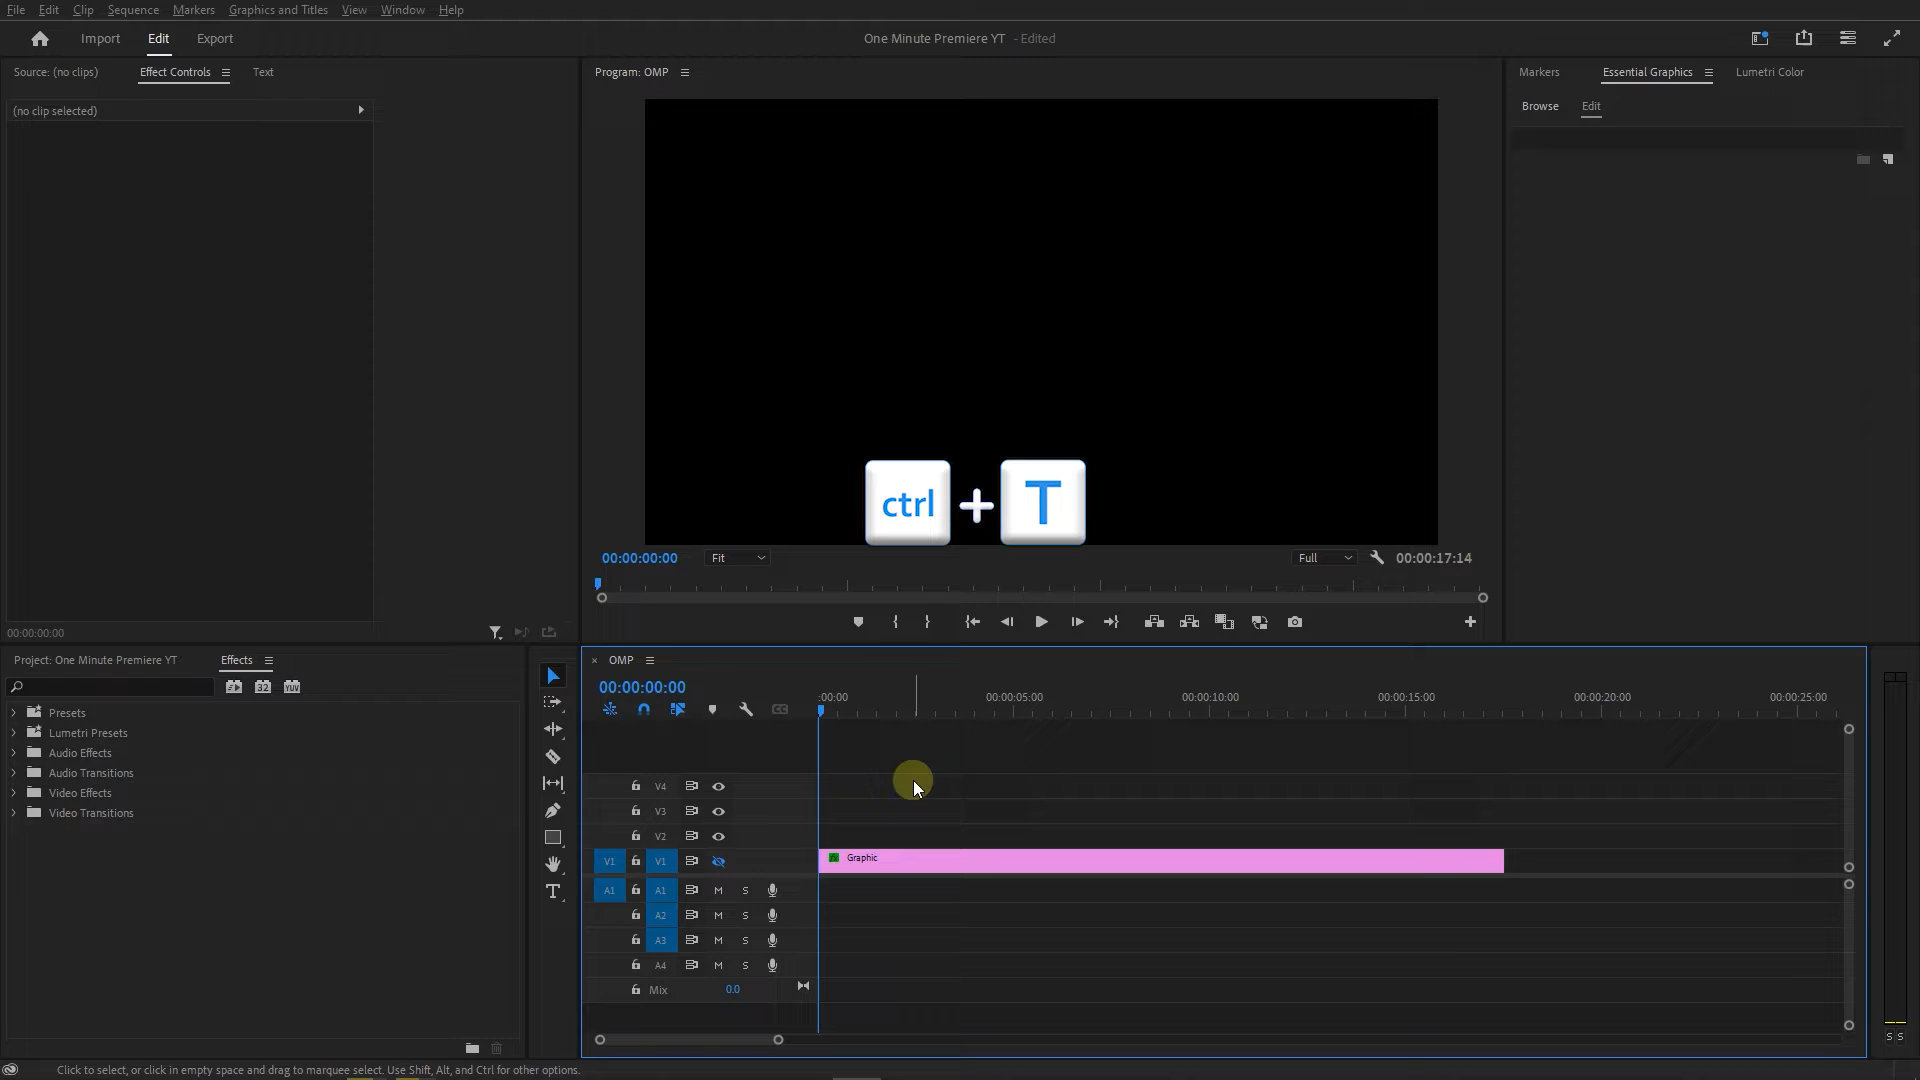 File Edit Clip Sequence Markers Graphics and Titles View Window Help
Import Edit Export One Minute Premiere YT - Edited
Source: (no clips) Effect Controls Text
(no clip selected)
00:00:00:00
Program: OMP
ctrl + T
00:00:00:00 Fit Full 00:00:17:14
Markers Essential Graphics Lumetri Color
Browse Edit
Project: One Minute Premiere YT Effects
32 YUV
Presets
Lumetri Presets
Audio Effects
Audio Transitions
Video Effects
Video Transitions
× OMP
00:00:00:00
:00:00 00:00:05:00 00:00:10:00 00:00:15:00 00:00:20:00 00:00:25:00
CC
V4
V3
V2
V1 V1 fx Graphic
A1 A1 M S
A2 M S
A3 M S
A4 M S
Mix 0.0
S S
Click to select, or click in empty space and drag to marquee select. Use Shift, Alt, and Ctrl for other options.